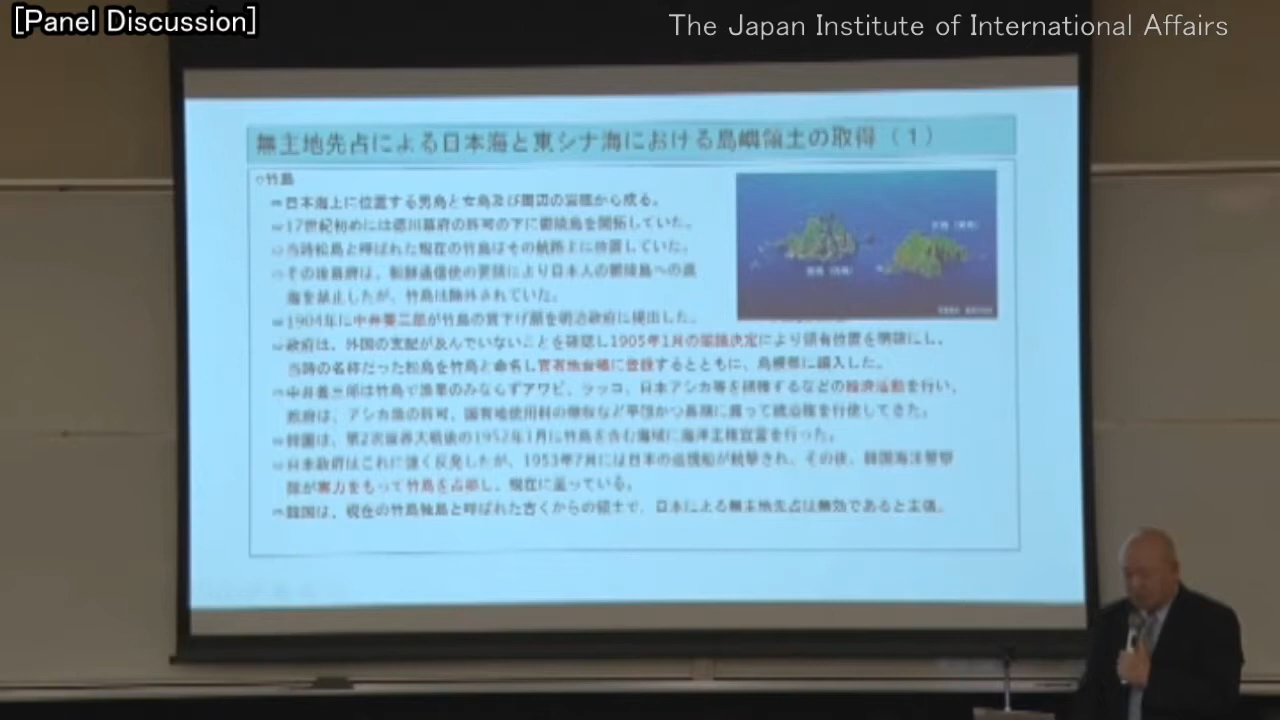 [Panel Discussion]
The Japan Institute of International Affairs
無主地先占による日本海と東シナ海における島嶼領土の取得（1）
○竹島
日本海上に位置する男島と女島及び周辺の岩礁から成る。
17世紀初めには徳川幕府の許可の下に鬱陵島を開拓していた。
当時松島と呼ばれた現在の竹島はその航路上に位置していた。
その後幕府は、朝鮮通信使の要請により日本人の鬱陵島への渡
海を禁止したが、竹島は除外されていた。
1904年に中井養三郎が竹島の貸下げ願を明治政府に提出した。
政府は、外国の支配が及んでいないことを確認し1905年1月の閣議決定により領有位置を明確にし、
当時の名称だった松島を竹島と命名し官有地台帳に登録するとともに、島根県に編入した。
中井養三郎は竹島で漁業のみならずアワビ、ラッコ、日本アシカ等を捕獲するなどの経済活動を行い、
政府は、アシカ漁の許可、国有地使用料の徴収など平穏かつ長期に亘って統治権を行使してきた。
韓国は、第2次世界大戦後の1952年1月に竹島を含む海域に海洋主権宣言を行った。
日本政府はこれに強く反発したが、1953年7月には日本の巡視船が銃撃され、その後、韓国海洋警察
隊が実力をもって竹島を占拠し、現在に至っている。
韓国は、現在の竹島独島と呼ばれた古くからの領土で、日本による無主地先占は無効であると主張。